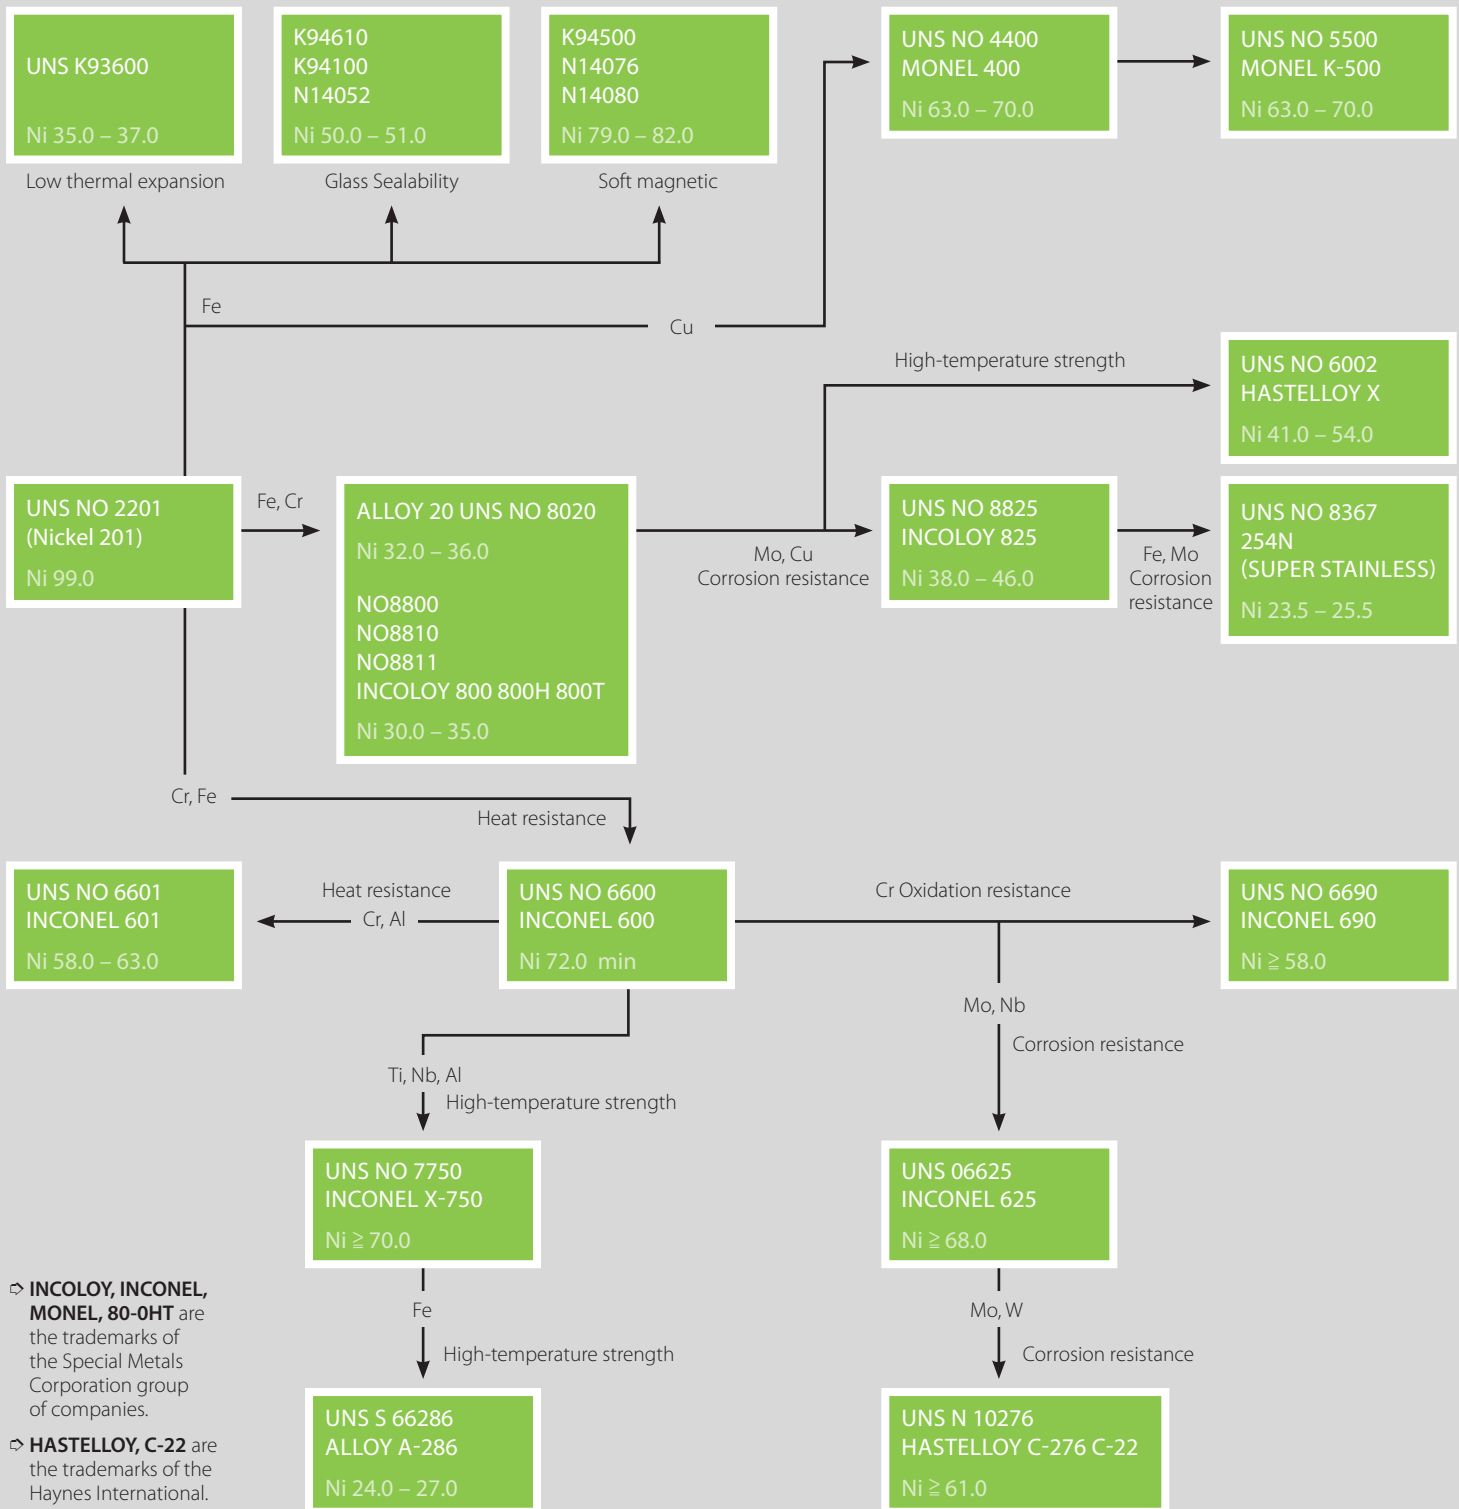 UNS K93600
Ni 35.0 – 37.0
Low thermal expansion
K94610
K94100
N14052
Ni 50.0 – 51.0
Glass Sealability
K94500
N14076
N14080
Ni 79.0 – 82.0
Soft magnetic
UNS NO 4400
MONEL 400
Ni 63.0 – 70.0
UNS NO 5500
MONEL K-500
Ni 63.0 – 70.0
Fe
Cu
High-temperature strength
UNS NO 6002
HASTELLOY X
Ni 41.0 – 54.0
UNS NO 2201
(Nickel 201)
Ni 99.0
Fe, Cr
ALLOY 20 UNS NO 8020
Ni 32.0 – 36.0
NO8800
NO8810
NO8811
INCOLOY 800 800H 800T
Ni 30.0 – 35.0
Mo, Cu
Corrosion resistance
UNS NO 8825
INCOLOY 825
Ni 38.0 – 46.0
Fe, Mo
Corrosion
resistance
UNS NO 8367
254N
(SUPER STAINLESS)
Ni 23.5 – 25.5
Cr, Fe
Heat resistance
UNS NO 6601
INCONEL 601
Ni 58.0 – 63.0
Heat resistance
Cr, Al
UNS NO 6600
INCONEL 600
Ni 72.0 min
Cr Oxidation resistance
UNS NO 6690
INCONEL 690
Ni ≧ 58.0
Mo, Nb
Corrosion resistance
Ti, Nb, Al
High-temperature strength
UNS NO 7750
INCONEL X-750
Ni ≧ 70.0
UNS 06625
INCONEL 625
Ni ≧ 68.0
Fe
High-temperature strength
Mo, W
Corrosion resistance
UNS S 66286
ALLOY A-286
Ni 24.0 – 27.0
UNS N 10276
HASTELLOY C-276 C-22
Ni ≧ 61.0
➩ INCOLOY, INCONEL,
MONEL, 80-0HT are
the trademarks of
the Special Metals
Corporation group
of companies.
➩ HASTELLOY, C-22 are
the trademarks of the
Haynes International.